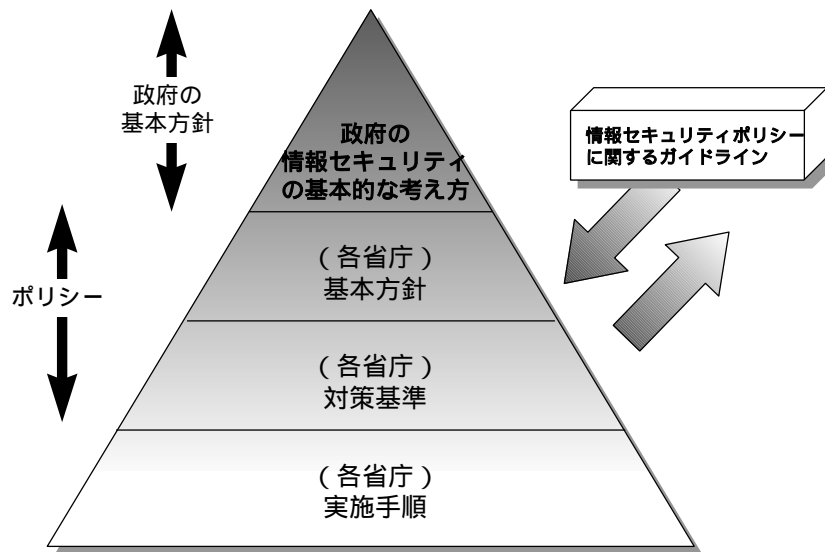 政府の
基本方針
政府の
情報セキュリティ
の基本的な考え方
情報セキュリティポリシー
に関するガイドライン
ポリシー
(各省庁)
基本方針
(各省庁)
対策基準
(各省庁)
実施手順